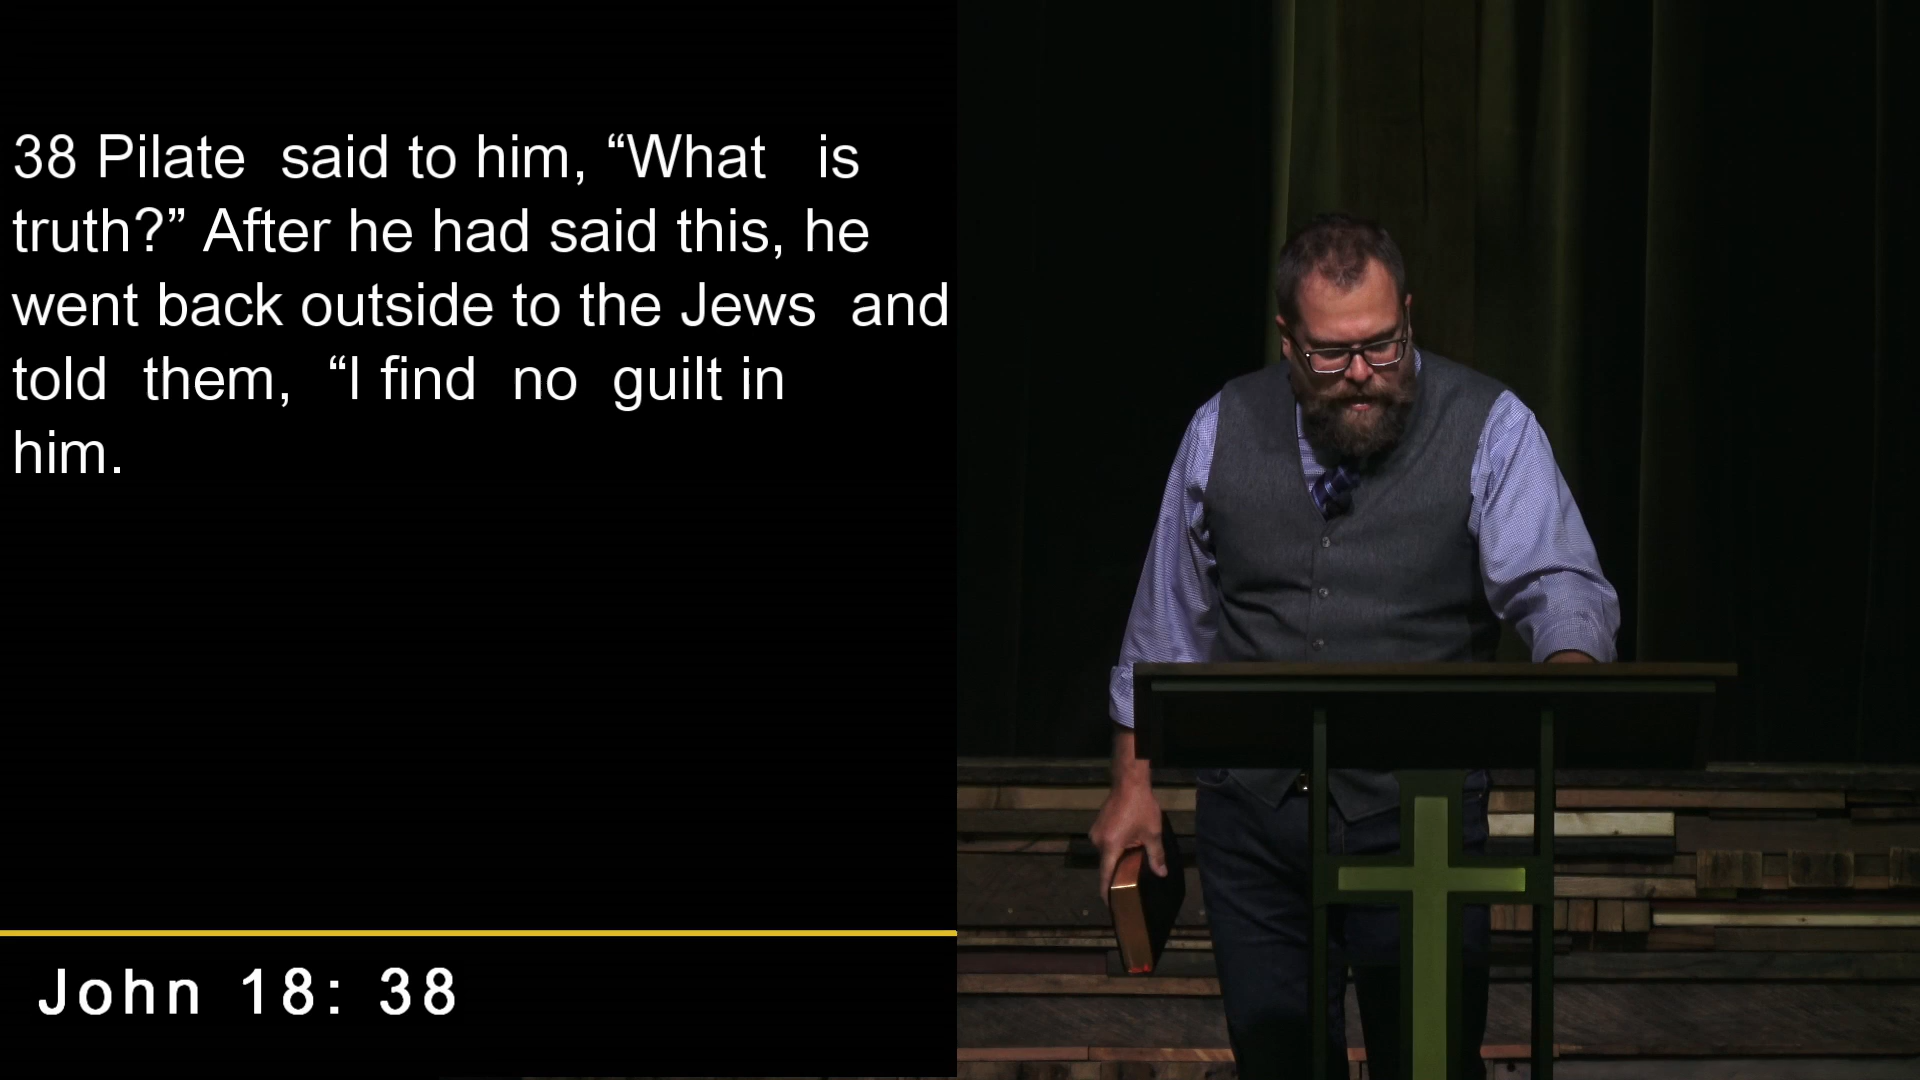 38 Pilate said to him, “What is
truth?” After he had said this, he
went back outside to the Jews and
told them, “I find no guilt in
him.
John 18: 38